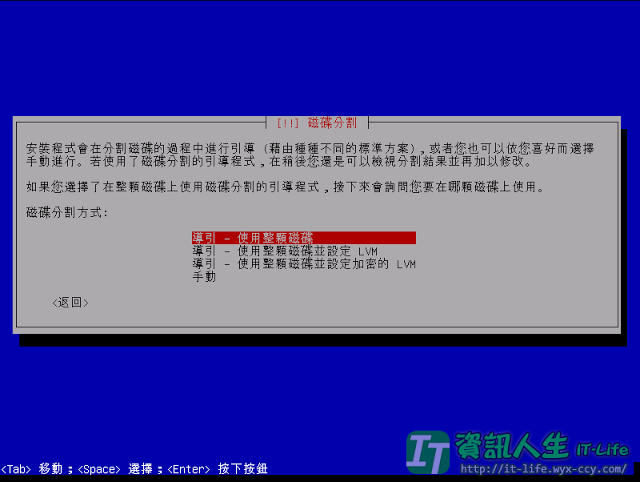 [!!] 磁碟分割
安裝程式會在分割磁碟的過程中進行引導 (藉由種種不同的標準方案) , 或者您也可以依您喜好而選擇
手動進行。若使用了磁碟分割的引導程式 , 在稍後您還是可以檢視分割結果並再加以修改。
如果您選擇了在整顆磁碟上使用磁碟分割的引導程式 , 接下來會詢問您要在哪顆磁碟上使用。
磁碟分割方式:
導引 - 使用整顆磁碟
導引 - 使用整顆磁碟並設定 LVM
導引 - 使用整顆磁碟並設定加密的 LVM
手動
<返回>
<Tab> 移動 ; <Space> 選擇 ; <Enter> 按下按鈕
IT 資訊人生 IT-Life
http://it-life.wyx-ccy.com/